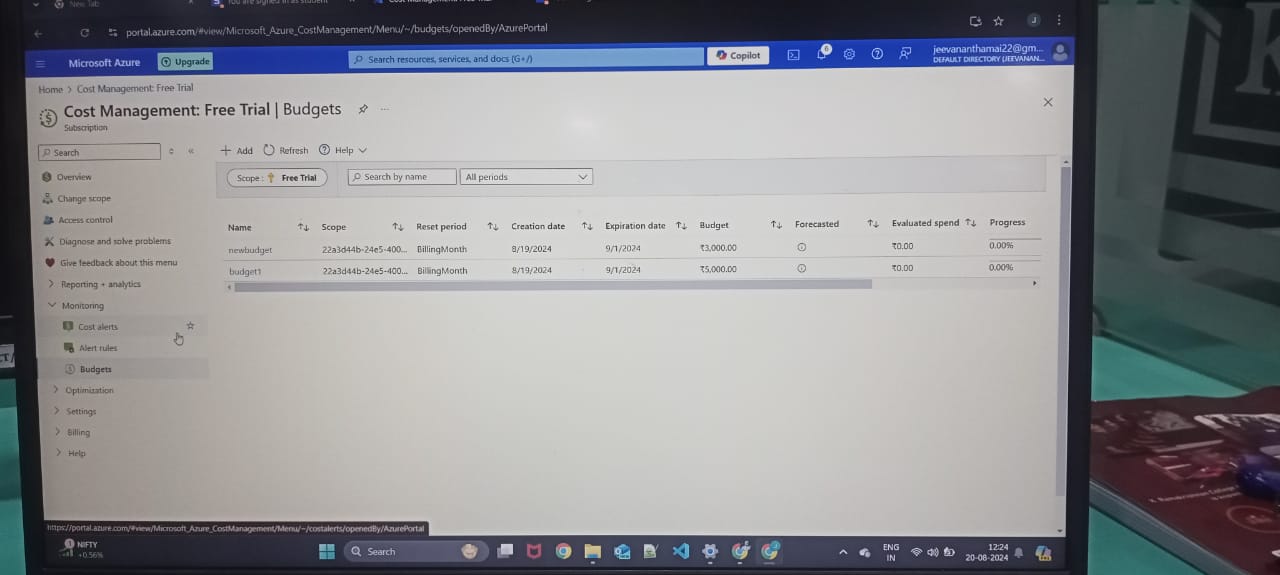 New Tab
You are signed in as student
portal.azure.com/#view/Microsoft_Azure_CostManagement/Menu/~/budgets/openedBy/AzurePortal
J
Microsoft Azure
Upgrade
Search resources, services, and docs (G+/)
Copilot
6
jeevananthamai22@gm...
DEFAULT DIRECTORY (JEEVANAN...
Home > Cost Management: Free Trial
Cost Management: Free Trial | Budgets
Subscription
Search
+ Add
Refresh
Help
Scope : Free Trial
Search by name
All periods
Overview
Change scope
Access control
Diagnose and solve problems
Give feedback about this menu
Reporting + analytics
Monitoring
Cost alerts
Alert rules
Budgets
Optimization
Settings
Billing
Help
Name Scope Reset period Creation date Expiration date Budget Forecasted Evaluated spend Progress
newbudget 22a3d44b-24e5-400... BillingMonth 8/19/2024 9/1/2024 ₹3,000.00 ₹0.00 0.00%
budget1 22a3d44b-24e5-400... BillingMonth 8/19/2024 9/1/2024 ₹5,000.00 ₹0.00 0.00%
https://portal.azure.com/#view/Microsoft_Azure_CostManagement/Menu/~/costalerts/openedBy/AzurePortal
1
NIFTY
+0.56%
Search
ENG
IN
12:24
20-08-2024